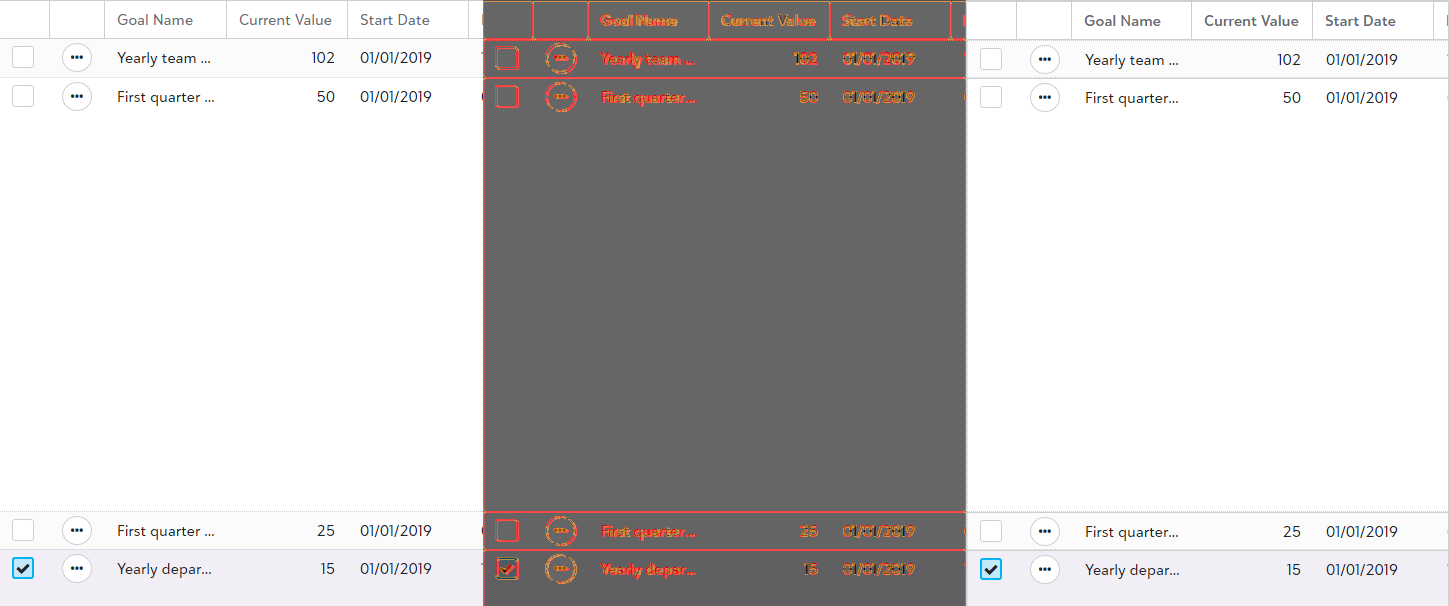 Goal Name Current Value Start Date Goal Name Current Value Start Date Goal Name Current Value Start Date
Yearly team ... 102 01/01/2019 Yearly team ... 102 01/01/2019 Yearly team ... 102 01/01/2019
First quarter ... 50 01/01/2019 First quarter... 50 01/01/2019 First quarter... 50 01/01/2019
First quarter ... 25 01/01/2019 First quarter... 25 01/01/2019 First quarter... 25 01/01/2019
Yearly depar... 15 01/01/2019 Yearly depar... 15 01/01/2019 Yearly depar... 15 01/01/2019